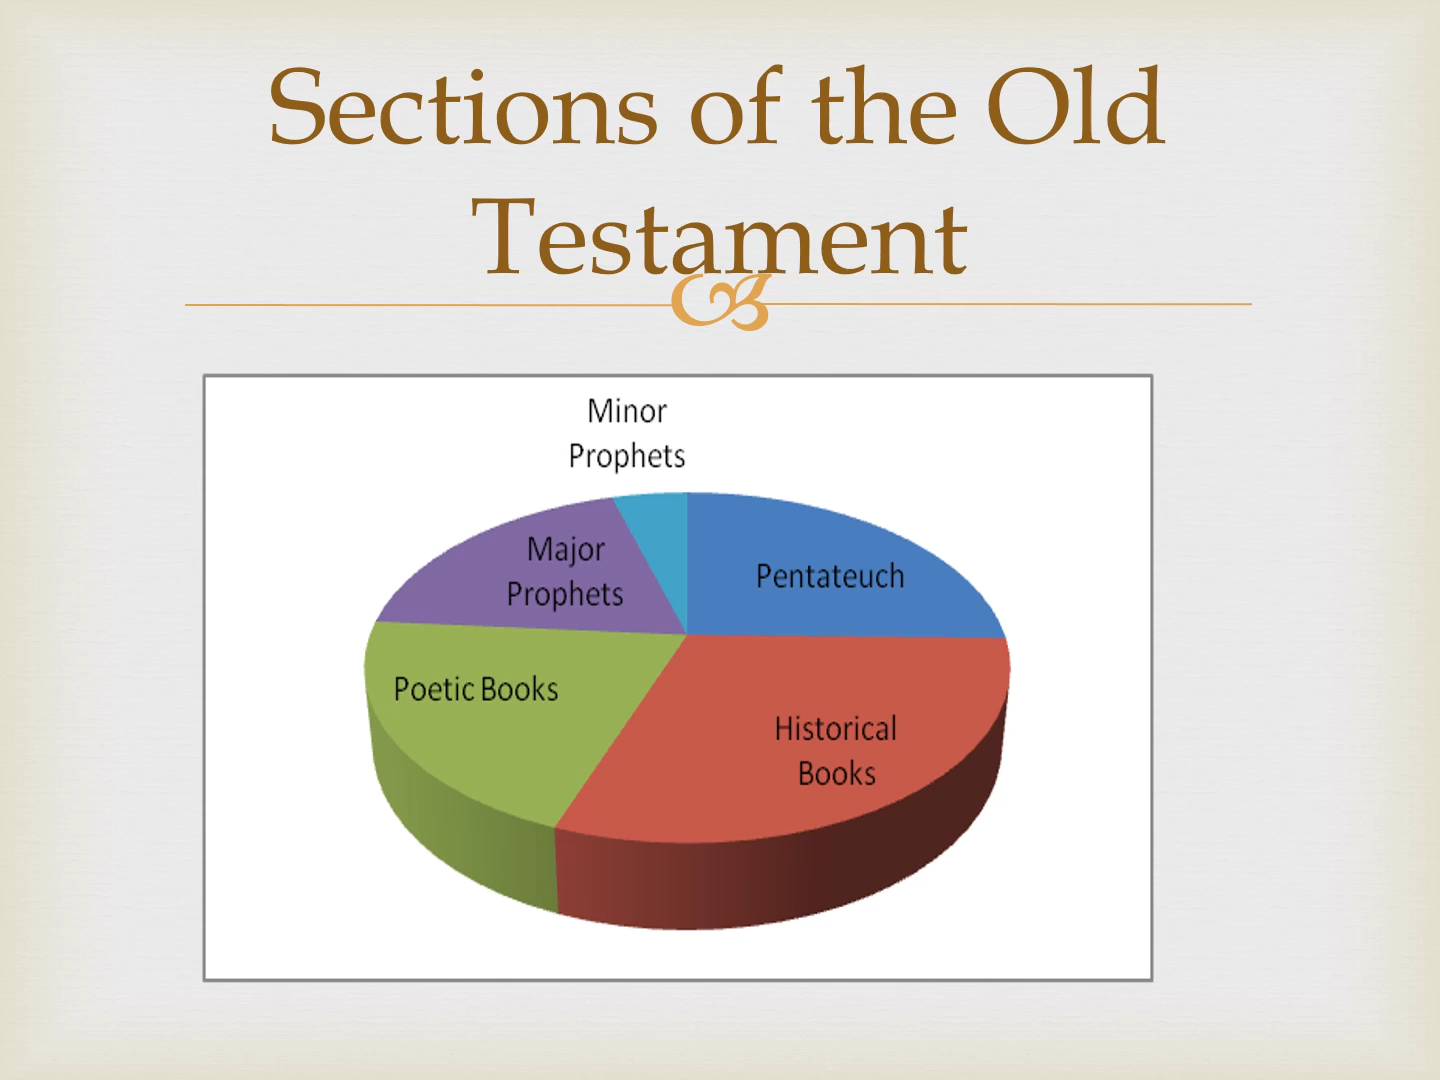 Sections of the Old
Testament
Minor
Prophets
Major
Prophets
Pentateuch
Poetic Books
Historical
Books